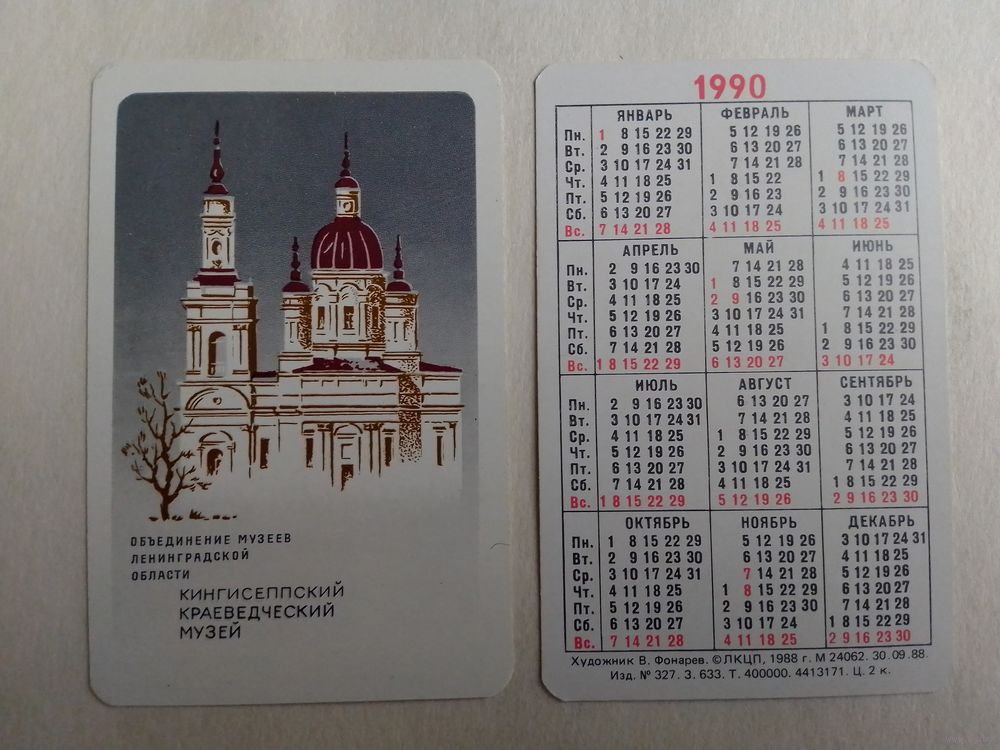 ОБЪЕДИНЕНИЕ МУЗЕЕВ
ЛЕНИНГРАДСКОЙ
ОБЛАСТИ
КИНГИСЕППСКИЙ
КРАЕВЕДЧЕСКИЙ
МУЗЕЙ
1990
ЯНВАРЬ ФЕВРАЛЬ МАРТ
Пн. 1 8 15 22 29 5 12 19 26 5 12 19 26
Вт. 2 9 16 23 30 6 13 20 27 6 13 20 27
Ср. 3 10 17 24 31 7 14 21 28 7 14 21 28
Чт. 4 11 18 25 1 8 15 22 1 8 15 22 29
Пт. 5 12 19 26 2 9 16 23 2 9 16 23 30
Сб. 6 13 20 27 3 10 17 24 3 10 17 24 31
Вс. 7 14 21 28 4 11 18 25 4 11 18 25
АПРЕЛЬ МАЙ ИЮНЬ
Пн. 2 9 16 23 30 7 14 21 28 4 11 18 25
Вт. 3 10 17 24 1 8 15 22 29 5 12 19 26
Ср. 4 11 18 25 2 9 16 23 30 6 13 20 27
Чт. 5 12 19 26 3 10 17 24 31 7 14 21 28
Пт. 6 13 20 27 4 11 18 25 1 8 15 22 29
Сб. 7 14 21 28 5 12 19 26 2 9 16 23 30
Вс. 1 8 15 22 29 6 13 20 27 3 10 17 24
ИЮЛЬ АВГУСТ СЕНТЯБРЬ
Пн. 2 9 16 23 30 6 13 20 27 3 10 17 24
Вт. 3 10 17 24 31 7 14 21 28 4 11 18 25
Ср. 4 11 18 25 1 8 15 22 29 5 12 19 26
Чт. 5 12 19 26 2 9 16 23 30 6 13 20 27
Пт. 6 13 20 27 3 10 17 24 31 7 14 21 28
Сб. 7 14 21 28 4 11 18 25 1 8 15 22 29
Вс. 1 8 15 22 29 5 12 19 26 2 9 16 23 30
ОКТЯБРЬ НОЯБРЬ ДЕКАБРЬ
Пн. 1 8 15 22 29 5 12 19 26 3 10 17 24 31
Вт. 2 9 16 23 30 6 13 20 27 4 11 18 25
Ср. 3 10 17 24 31 7 14 21 28 5 12 19 26
Чт. 4 11 18 25 1 8 15 22 29 6 13 20 27
Пт. 5 12 19 26 2 9 16 23 30 7 14 21 28
Сб. 6 13 20 27 3 10 17 24 1 8 15 22 29
Вс. 7 14 21 28 4 11 18 25 2 9 16 23 30
Художник В. Фонарев. © ЛКЦП, 1988 г. М 24062. 30.09.88.
Изд. № 327. З. 633. Т. 400000. 4413171. Ц. 2 к.